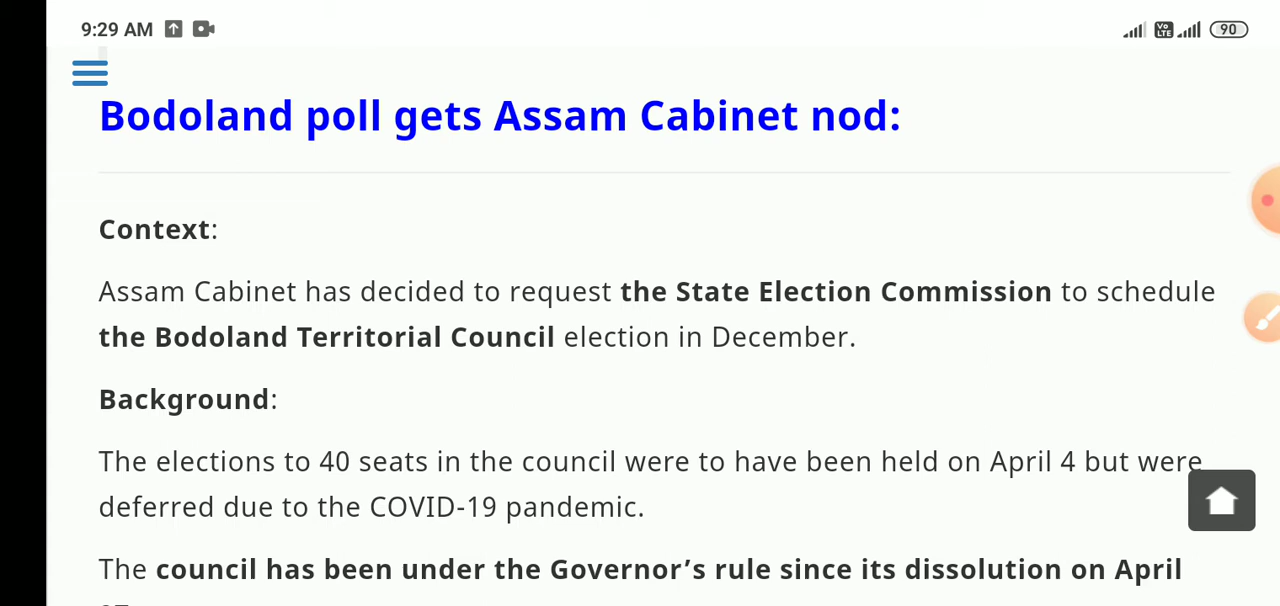 9:29 AM
VoLTE 90
Bodoland poll gets Assam Cabinet nod:
Context:
Assam Cabinet has decided to request the State Election Commission to schedule
the Bodoland Territorial Council election in December.
Background:
The elections to 40 seats in the council were to have been held on April 4 but were
deferred due to the COVID-19 pandemic.
The council has been under the Governor’s rule since its dissolution on April